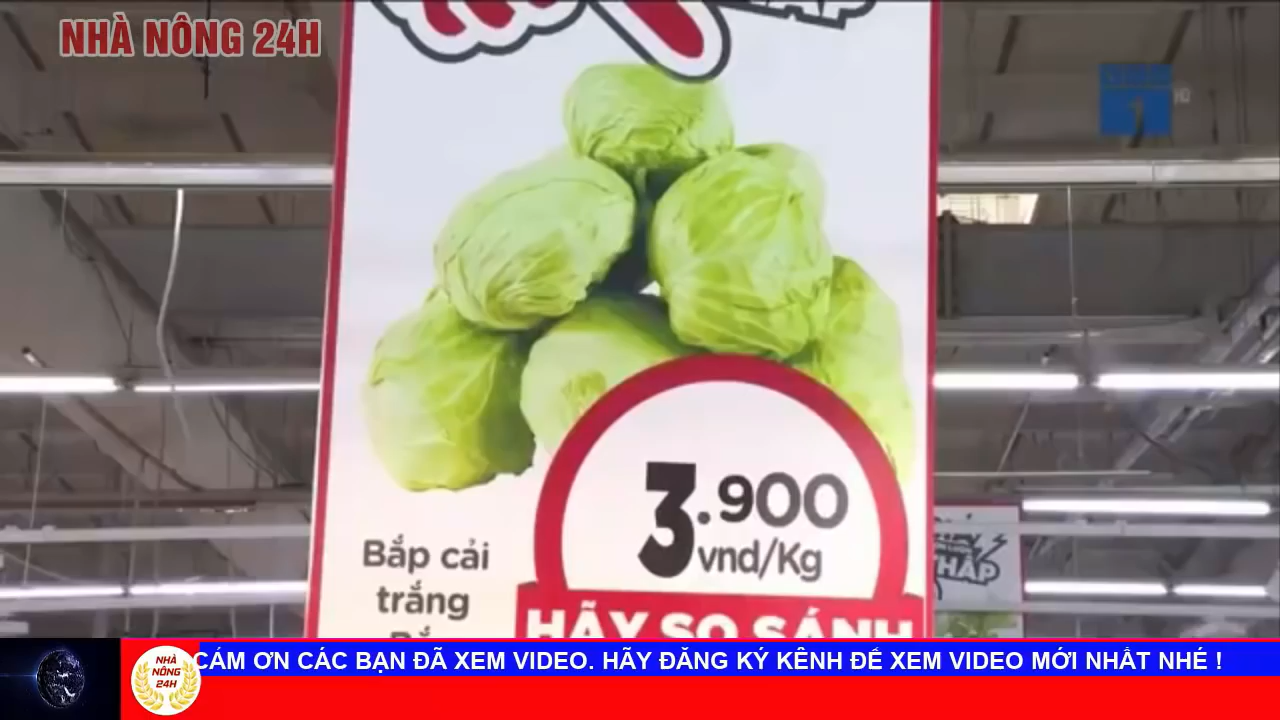 NHÀ NÔNG 24H
1
3.900
vnd/Kg
Bắp cải
trắng
HÃY SO SÁNH
NHÀ
NÔNG
24H
CẢM ƠN CÁC BẠN ĐÃ XEM VIDEO. HÃY ĐĂNG KÝ KÊNH ĐỂ XEM VIDEO MỚI NHẤT NHÉ !